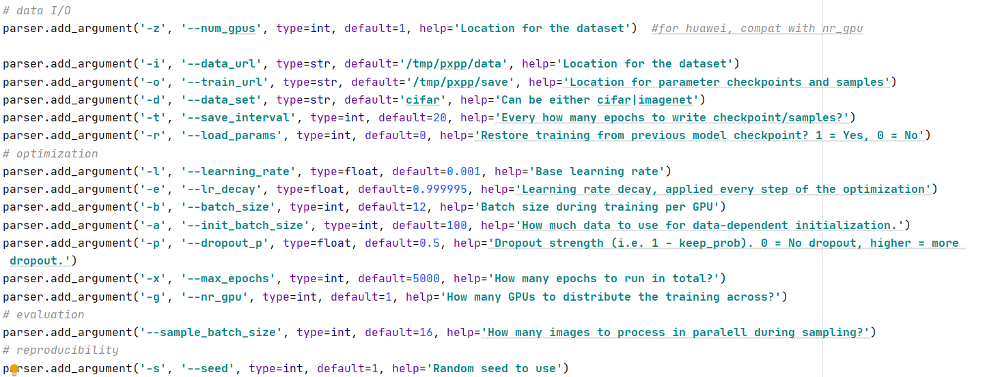 # data I/O
parser.add_argument('-z', '--num_gpus', type=int, default=1, help='Location for the dataset')  #for huawei, compat with nr_gpu
parser.add_argument('-i', '--data_url', type=str, default='/tmp/pxpp/data', help='Location for the dataset')
parser.add_argument('-o', '--train_url', type=str, default='/tmp/pxpp/save', help='Location for parameter checkpoints and samples')
parser.add_argument('-d', '--data_set', type=str, default='cifar', help='Can be either cifar|imagenet')
parser.add_argument('-t', '--save_interval', type=int, default=20, help='Every how many epochs to write checkpoint/samples?')
parser.add_argument('-r', '--load_params', type=int, default=0, help='Restore training from previous model checkpoint? 1 = Yes, 0 = No')
# optimization
parser.add_argument('-l', '--learning_rate', type=float, default=0.001, help='Base learning rate')
parser.add_argument('-e', '--lr_decay', type=float, default=0.999995, help='Learning rate decay, applied every step of the optimization')
parser.add_argument('-b', '--batch_size', type=int, default=12, help='Batch size during training per GPU')
parser.add_argument('-a', '--init_batch_size', type=int, default=100, help='How much data to use for data-dependent initialization.')
parser.add_argument('-p', '--dropout_p', type=float, default=0.5, help='Dropout strength (i.e. 1 - keep_prob). 0 = No dropout, higher = more
dropout.')
parser.add_argument('-x', '--max_epochs', type=int, default=5000, help='How many epochs to run in total?')
parser.add_argument('-g', '--nr_gpu', type=int, default=1, help='How many GPUs to distribute the training across?')
# evaluation
parser.add_argument('--sample_batch_size', type=int, default=16, help='How many images to process in paralell during sampling?')
# reproducibility
parser.add_argument('-s', '--seed', type=int, default=1, help='Random seed to use')